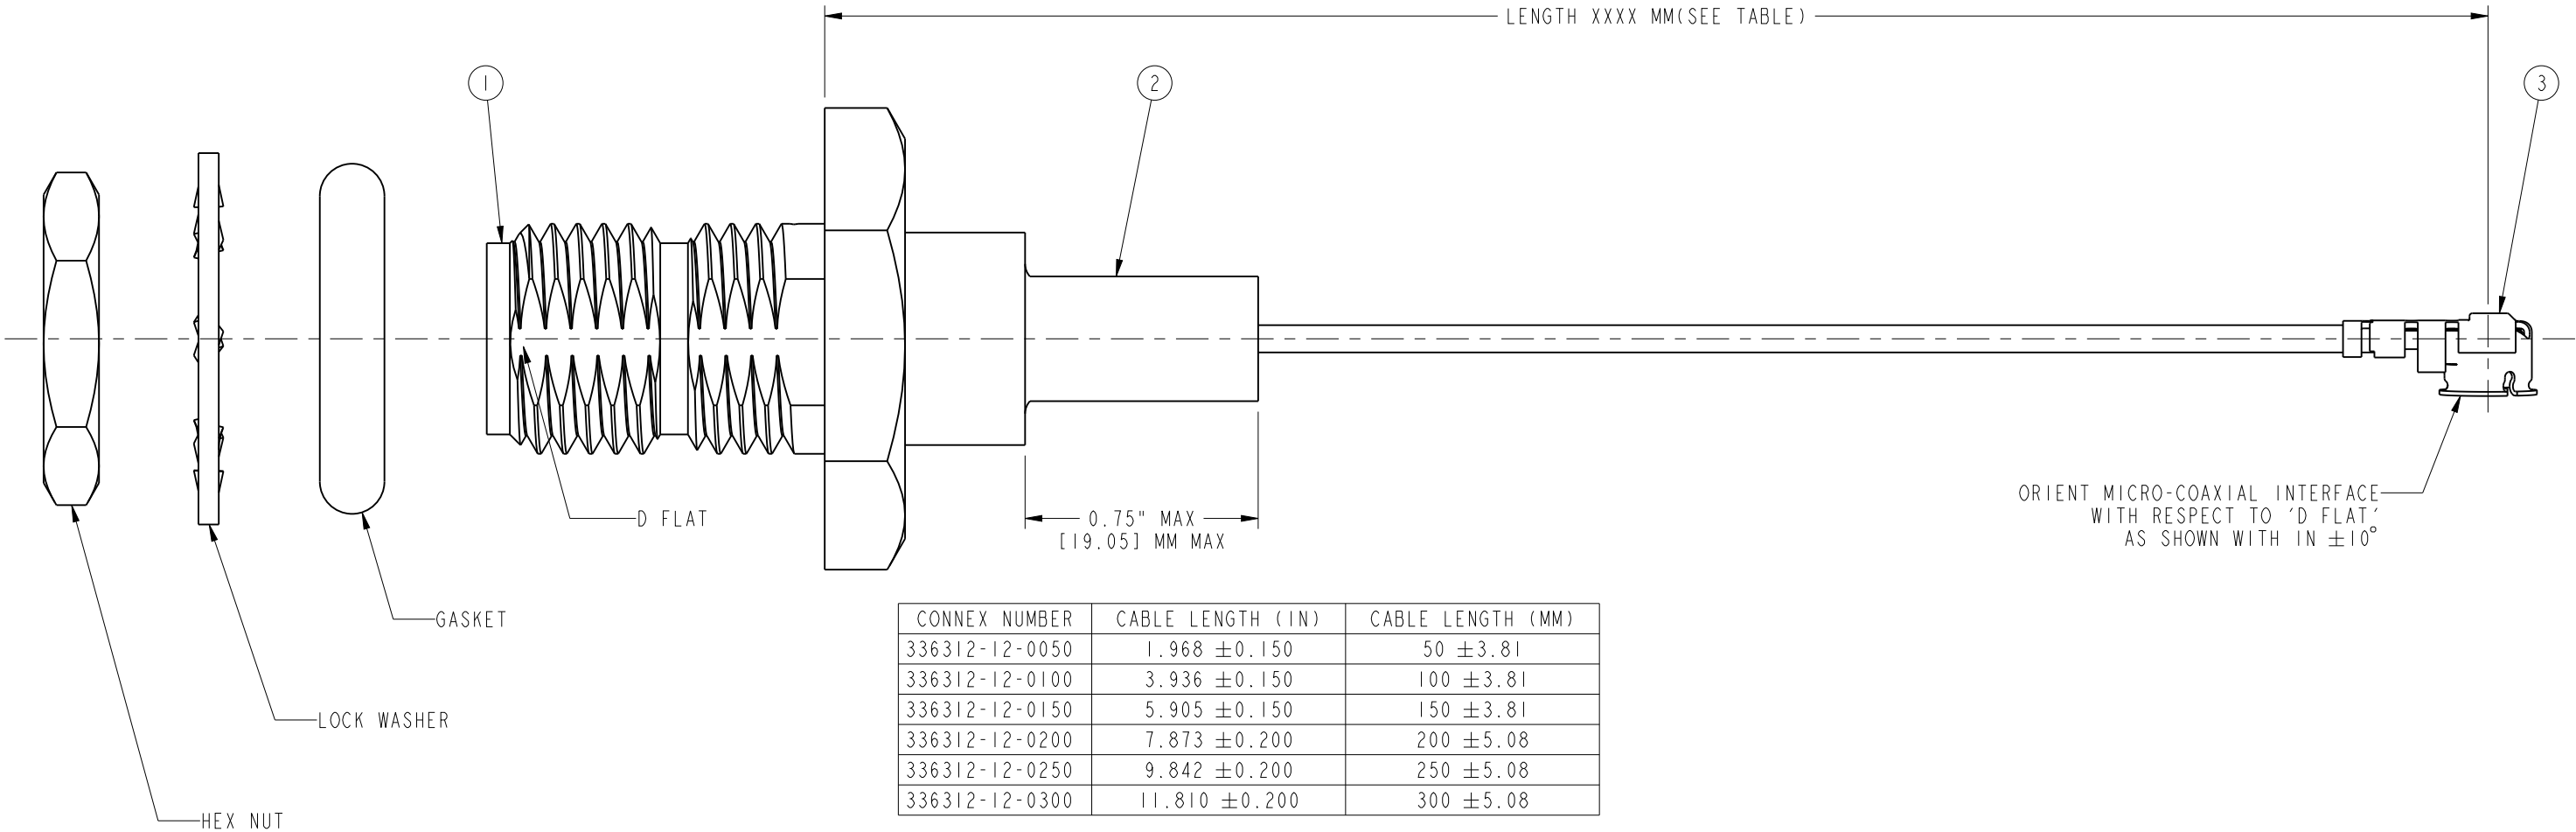 LENGTH XXXX MM(SEE TABLE)
1
2
3
D FLAT
0.75" MAX
[19.05] MM MAX
ORIENT MICRO-COAXIAL INTERFACE
WITH RESPECT TO 'D FLAT'
AS SHOWN WITH IN ±10°
GASKET
LOCK WASHER
HEX NUT
CONNEX NUMBER CABLE LENGTH (IN) CABLE LENGTH (MM)
336312-12-0050 1.968 ±0.150 50 ±3.81
336312-12-0100 3.936 ±0.150 100 ±3.81
336312-12-0150 5.905 ±0.150 150 ±3.81
336312-12-0200 7.873 ±0.200 200 ±5.08
336312-12-0250 9.842 ±0.200 250 ±5.08
336312-12-0300 11.810 ±0.200 300 ±5.08